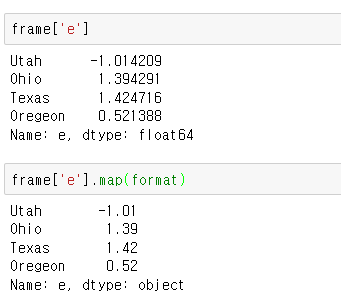 frame['e']
Utah      -1.014209
Ohio       1.394291
Texas      1.424716
Oregeon    0.521388
Name: e, dtype: float64
frame['e'].map(format)
Utah       -1.01
Ohio        1.39
Texas       1.42
Oregeon     0.52
Name: e, dtype: object